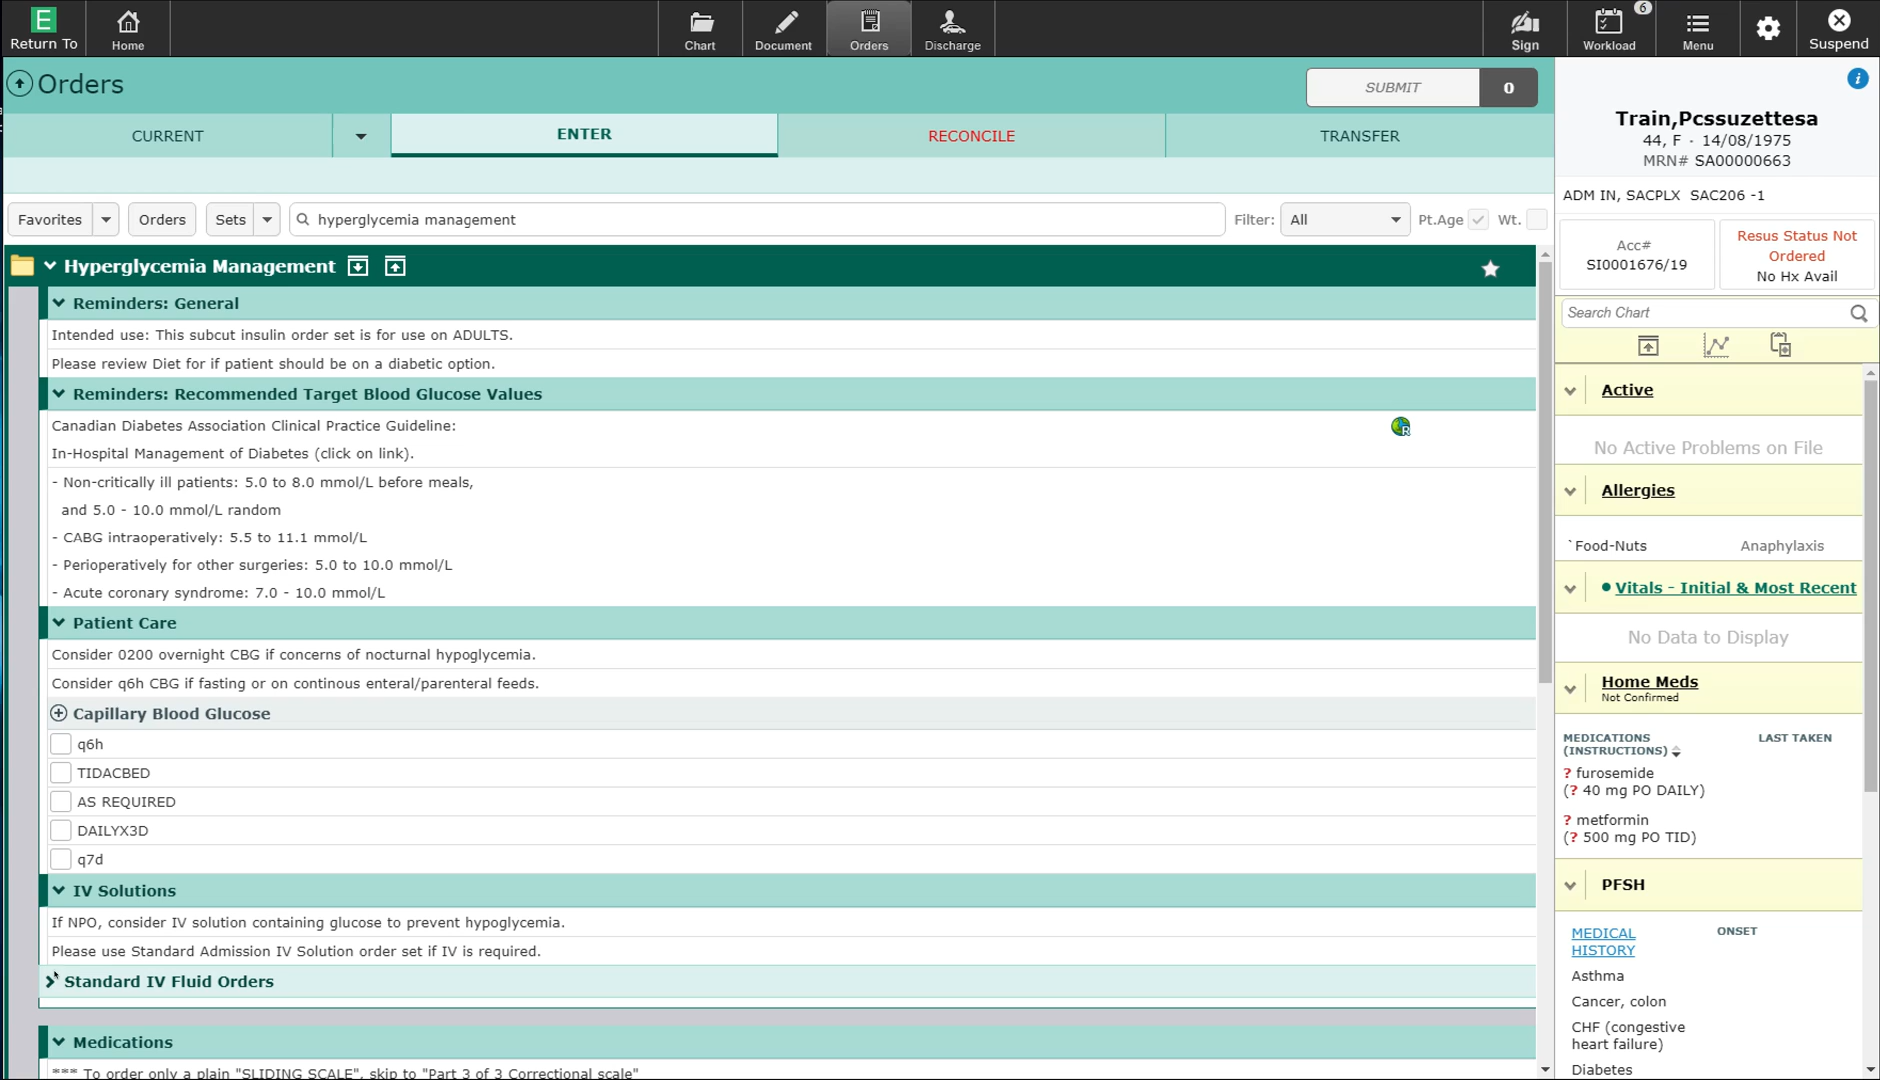 E
Return To
Home
Chart
Document
Orders
Discharge
Sign
6
Workload
Menu
Suspend
Orders
SUBMIT
0
CURRENT
ENTER
RECONCILE
TRANSFER
Favorites
Orders
Sets
hyperglycemia management
Filter:
All
Pt.Age
Wt.
Hyperglycemia Management
Reminders: General
Intended use: This subcut insulin order set is for use on ADULTS.
Please review Diet for if patient should be on a diabetic option.
Reminders: Recommended Target Blood Glucose Values
Canadian Diabetes Association Clinical Practice Guideline:
In-Hospital Management of Diabetes (click on link).
- Non-critically ill patients: 5.0 to 8.0 mmol/L before meals,
and 5.0 - 10.0 mmol/L random
- CABG intraoperatively: 5.5 to 11.1 mmol/L
- Perioperatively for other surgeries: 5.0 to 10.0 mmol/L
- Acute coronary syndrome: 7.0 - 10.0 mmol/L
Patient Care
Consider 0200 overnight CBG if concerns of nocturnal hypoglycemia.
Consider q6h CBG if fasting or on continous enteral/parenteral feeds.
Capillary Blood Glucose
q6h
TIDACBED
AS REQUIRED
DAILYX3D
q7d
IV Solutions
If NPO, consider IV solution containing glucose to prevent hypoglycemia.
Please use Standard Admission IV Solution order set if IV is required.
Standard IV Fluid Orders
Medications
*** To order only a plain "SLIDING SCALE", skip to "Part 3 of 3 Correctional scale"
i
Train,Pcssuzettesa
44, F - 14/08/1975
MRN# SA00000663
ADM IN, SACPLX SAC206 -1
Acc#
SI0001676/19
Resus Status Not
Ordered
No Hx Avail
Search Chart
Active
No Active Problems on File
Allergies
`Food-Nuts Anaphylaxis
Vitals - Initial & Most Recent
No Data to Display
Home Meds
Not Confirmed
MEDICATIONS LAST TAKEN
(INSTRUCTIONS)
? furosemide
(? 40 mg PO DAILY)
? metformin
(? 500 mg PO TID)
PFSH
MEDICAL ONSET
HISTORY
Asthma
Cancer, colon
CHF (congestive
heart failure)
Diabetes